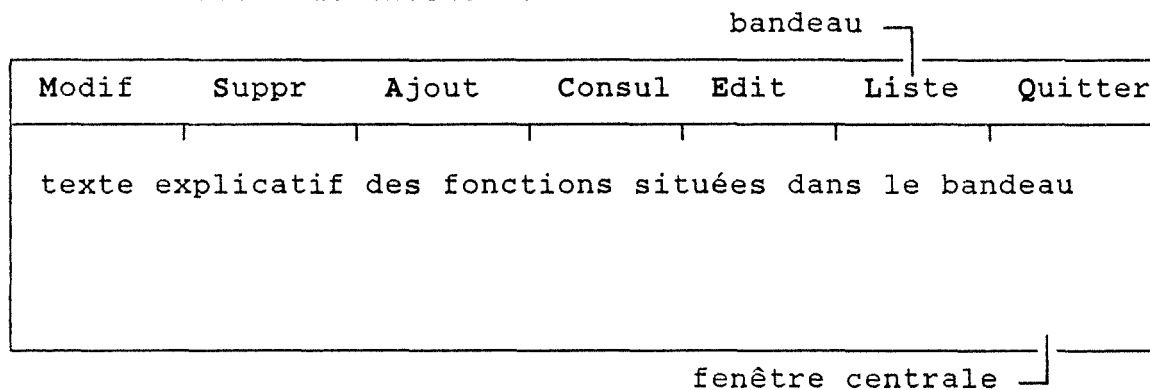 bandeau
Modif Suppr Ajout Consul Edit Liste Quitter
texte explicatif des fonctions situées dans le bandeau
fenêtre centrale